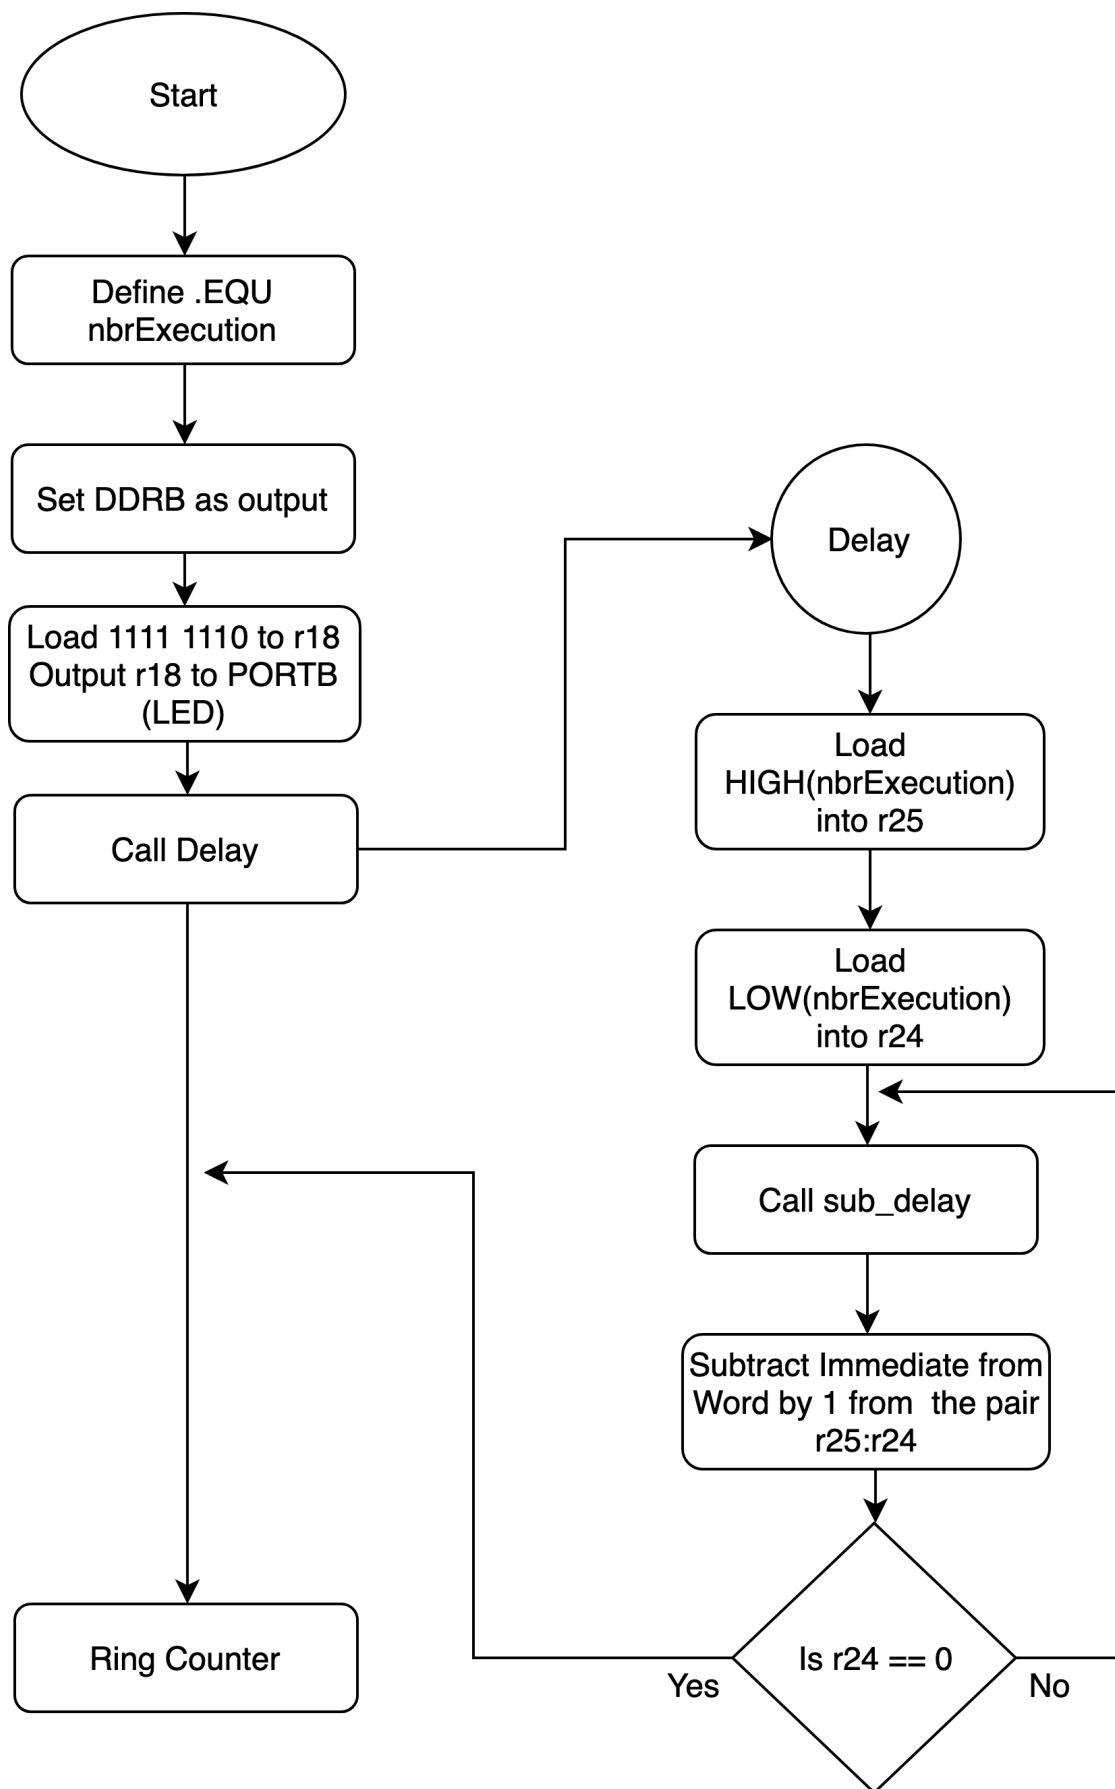 Start
Define .EQU
nbrExecution
Set DDRB as output
Load 1111 1110 to r18
Output r18 to PORTB
(LED)
Call Delay
Ring Counter
Delay
Load
HIGH(nbrExecution)
into r25
Load
LOW(nbrExecution)
into r24
Call sub_delay
Subtract Immediate from
Word by 1 from  the pair
r25:r24
Is r24 == 0
Yes
No